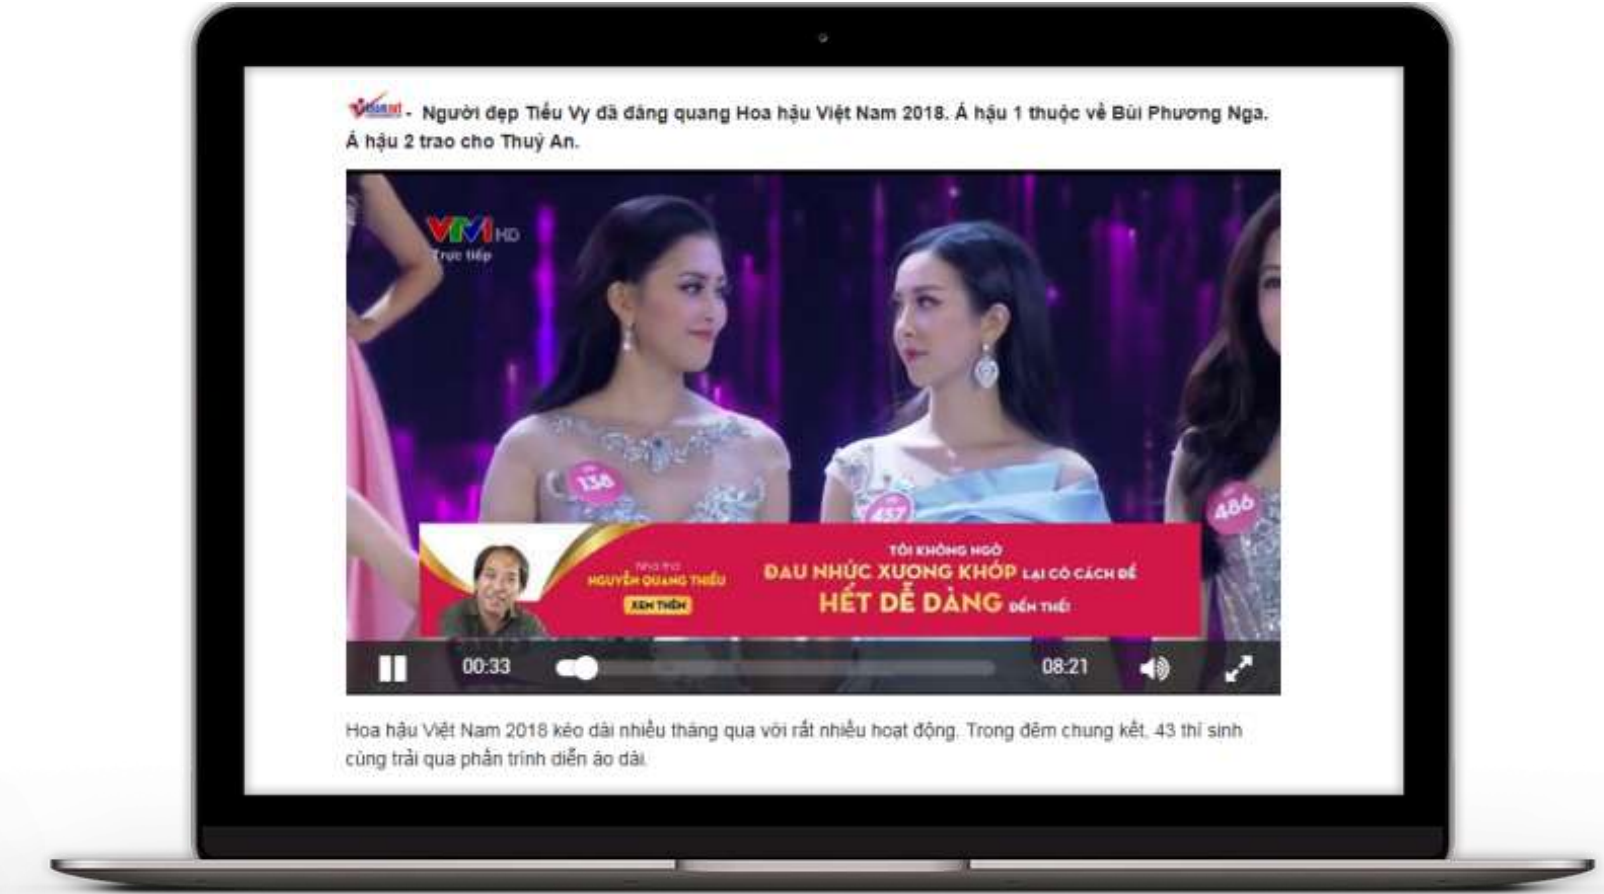 Vietnamnet - Người đẹp Tiểu Vy đã đăng quang Hoa hậu Việt Nam 2018. Á hậu 1 thuộc về Bùi Phương Nga.
Á hậu 2 trao cho Thuỳ An.
VTV1 HD
Trực tiếp
138
457
486
TÔI KHÔNG NGỜ
Nhà thơ
NGUYỄN QUANG THIỀU
ĐAU NHỨC XƯƠNG KHỚP LẠI CÓ CÁCH ĐỂ
XEM THÊM
HẾT DỄ DÀNG ĐẾN THẾ!
00:33
08:21
Hoa hậu Việt Nam 2018 kéo dài nhiều tháng qua với rất nhiều hoạt động. Trong đêm chung kết, 43 thí sinh
cùng trải qua phần trình diễn áo dài.